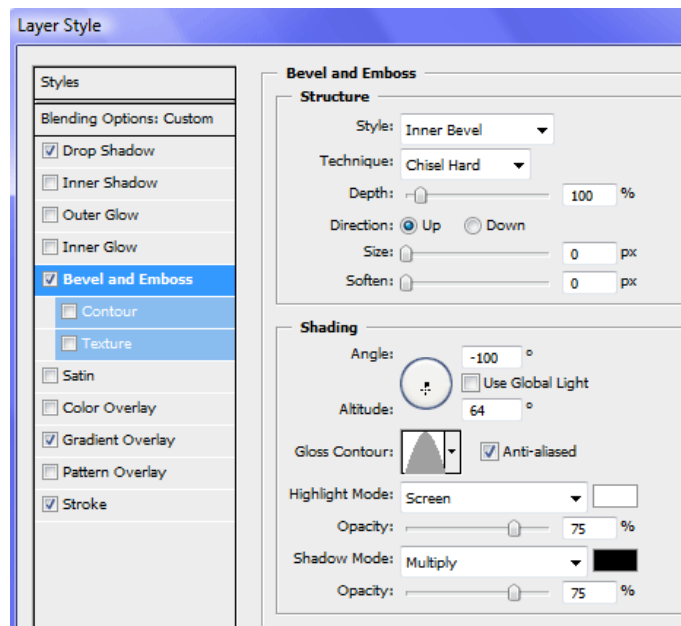 Layer Style
Styles
Blending Options: Custom
Drop Shadow
Inner Shadow
Outer Glow
Inner Glow
Bevel and Emboss
Contour
Texture
Satin
Color Overlay
Gradient Overlay
Pattern Overlay
Stroke
Bevel and Emboss
Structure
Style: Inner Bevel
Technique: Chisel Hard
Depth: 100 %
Direction: Up Down
Size: 0 px
Soften: 0 px
Shading
Angle: -100 °
Use Global Light
Altitude: 64 °
Gloss Contour: Anti-aliased
Highlight Mode: Screen
Opacity: 75 %
Shadow Mode: Multiply
Opacity: 75 %